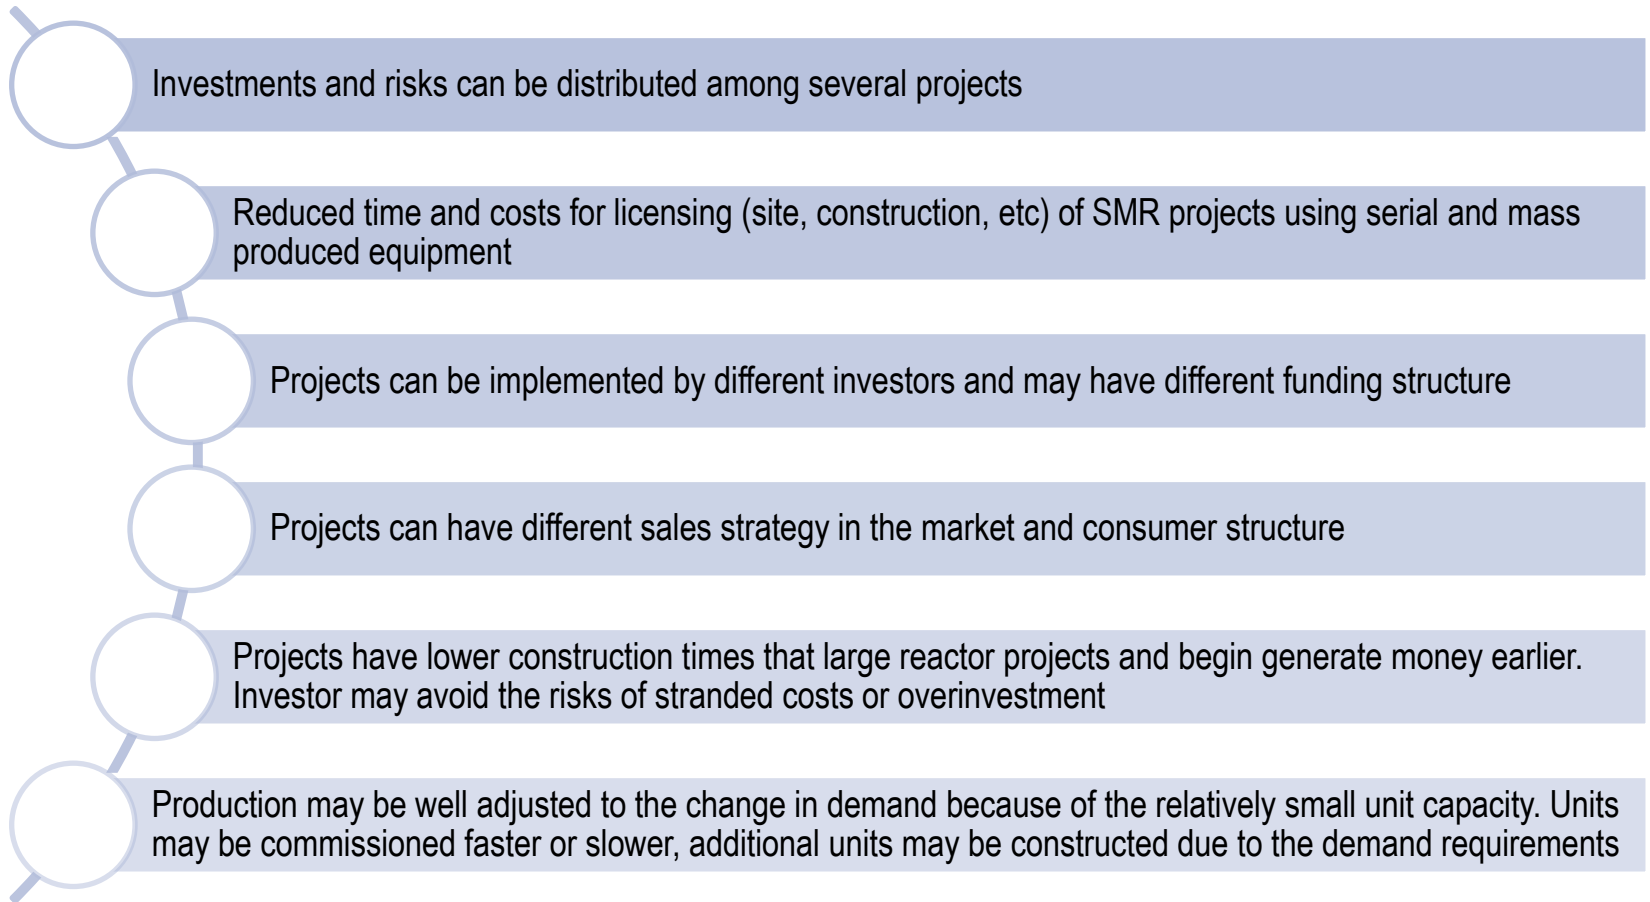 Investments and risks can be distributed among several projects
Reduced time and costs for licensing (site, construction, etc) of SMR projects using serial and mass
produced equipment
Projects can be implemented by different investors and may have different funding structure
Projects can have different sales strategy in the market and consumer structure
Projects have lower construction times that large reactor projects and begin generate money earlier.
Investor may avoid the risks of stranded costs or overinvestment
Production may be well adjusted to the change in demand because of the relatively small unit capacity. Units
may be commissioned faster or slower, additional units may be constructed due to the demand requirements